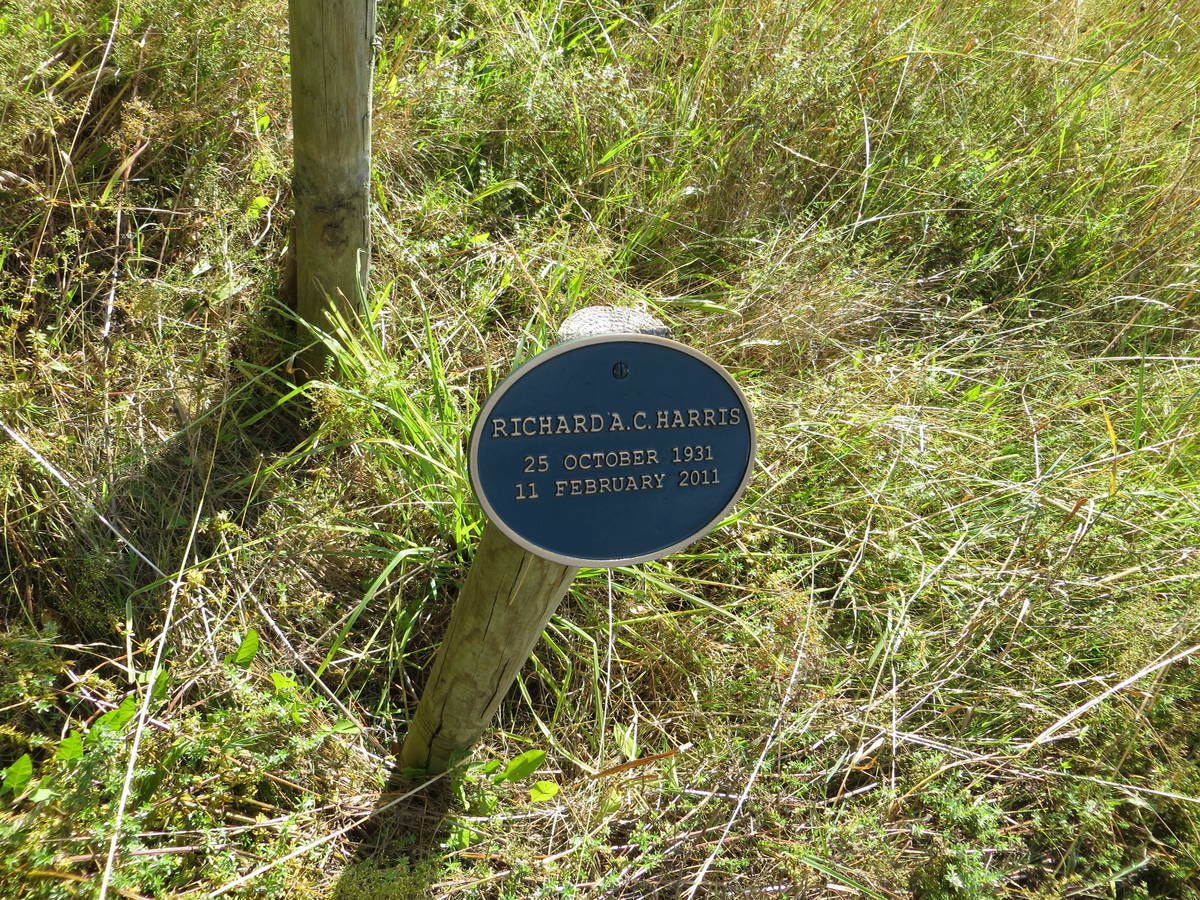 RICHARD A.C. HARRIS
25 OCTOBER 1931
11 FEBRUARY 2011